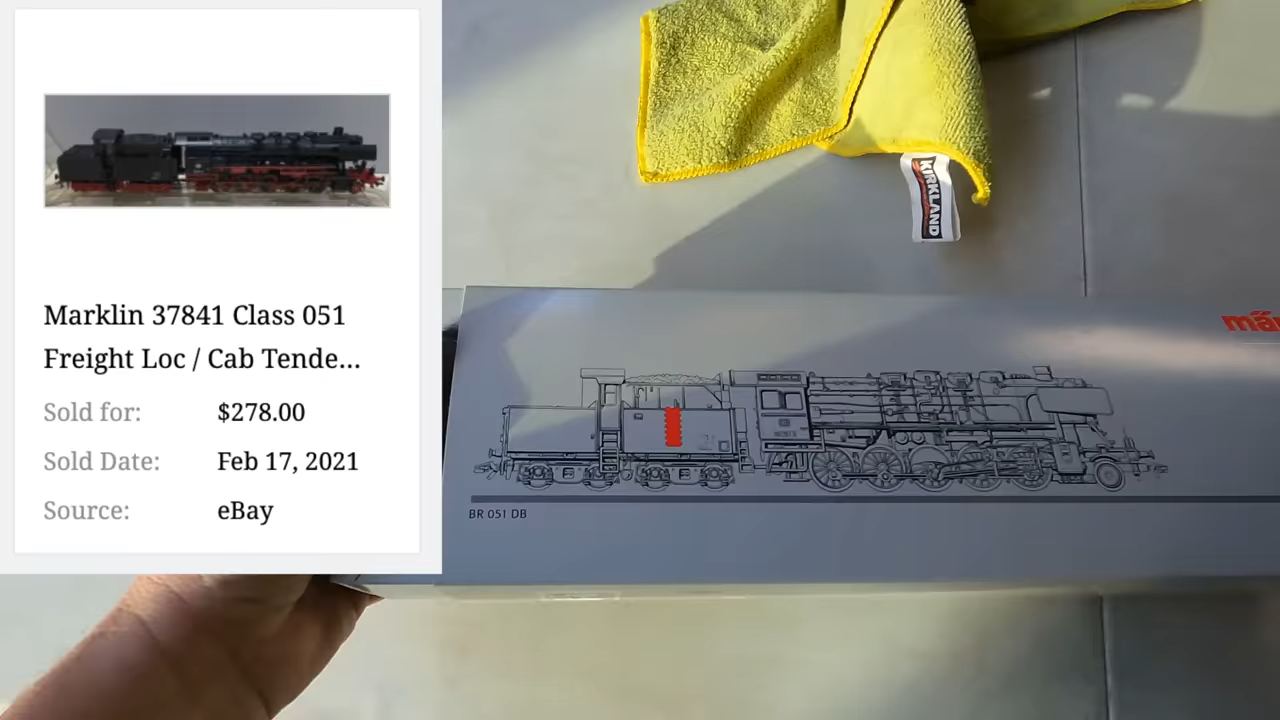 Marklin 37841 Class 051
Freight Loc / Cab Tende...
Sold for: $278.00
Sold Date: Feb 17, 2021
Source: eBay
KIRKLAND
BR 051 DB